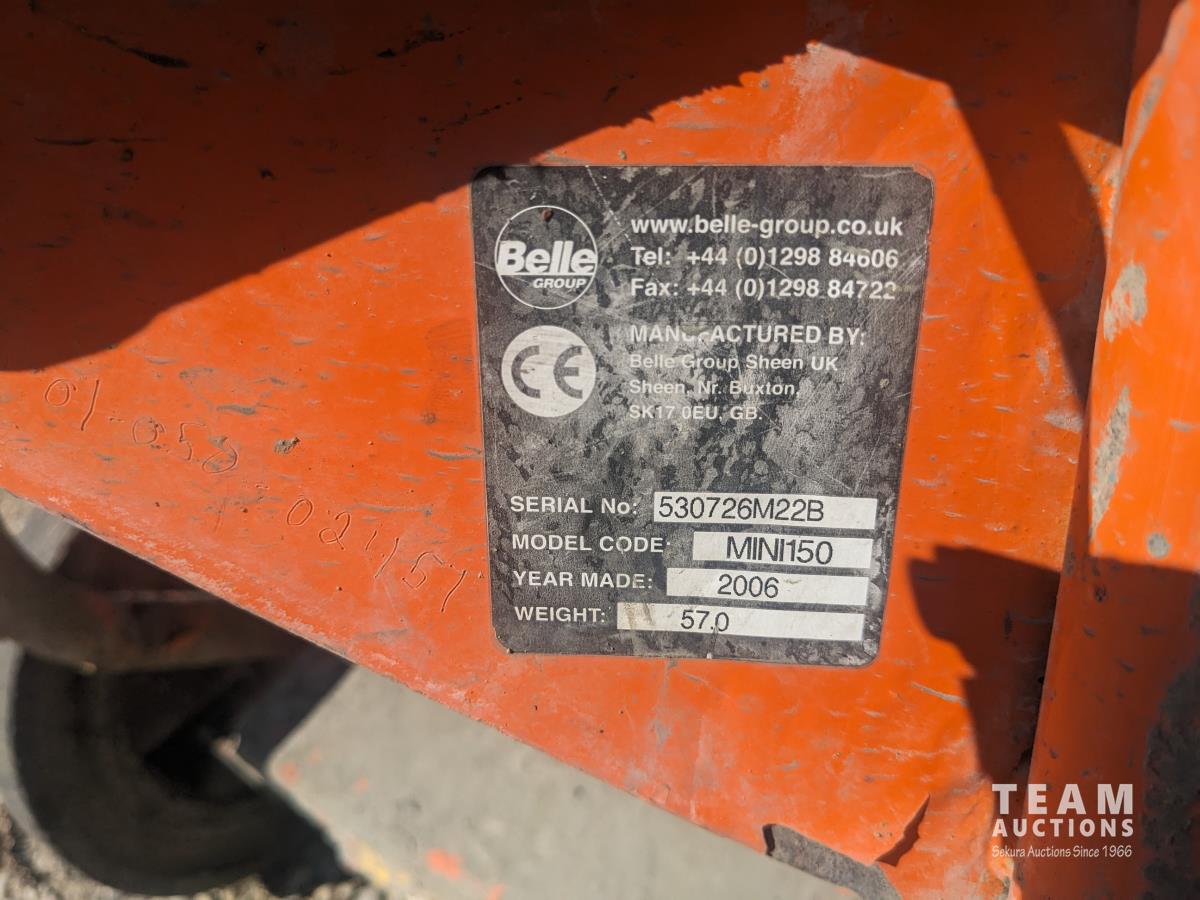 Belle
GROUP
www.belle-group.co.uk
Tel: +44 (0)1298 84606
Fax: +44 (0)1298 84722
CE
MANUFACTURED BY:
Belle Group Sheen UK
Sheen, Nr. Buxton,
SK17 0EU, GB.
SERIAL No: 530726M22B
MODEL CODE: MINI150
YEAR MADE: 2006
WEIGHT: 57.0
01-058
TEAM
AUCTIONS
Sekura Auctions Since 1966